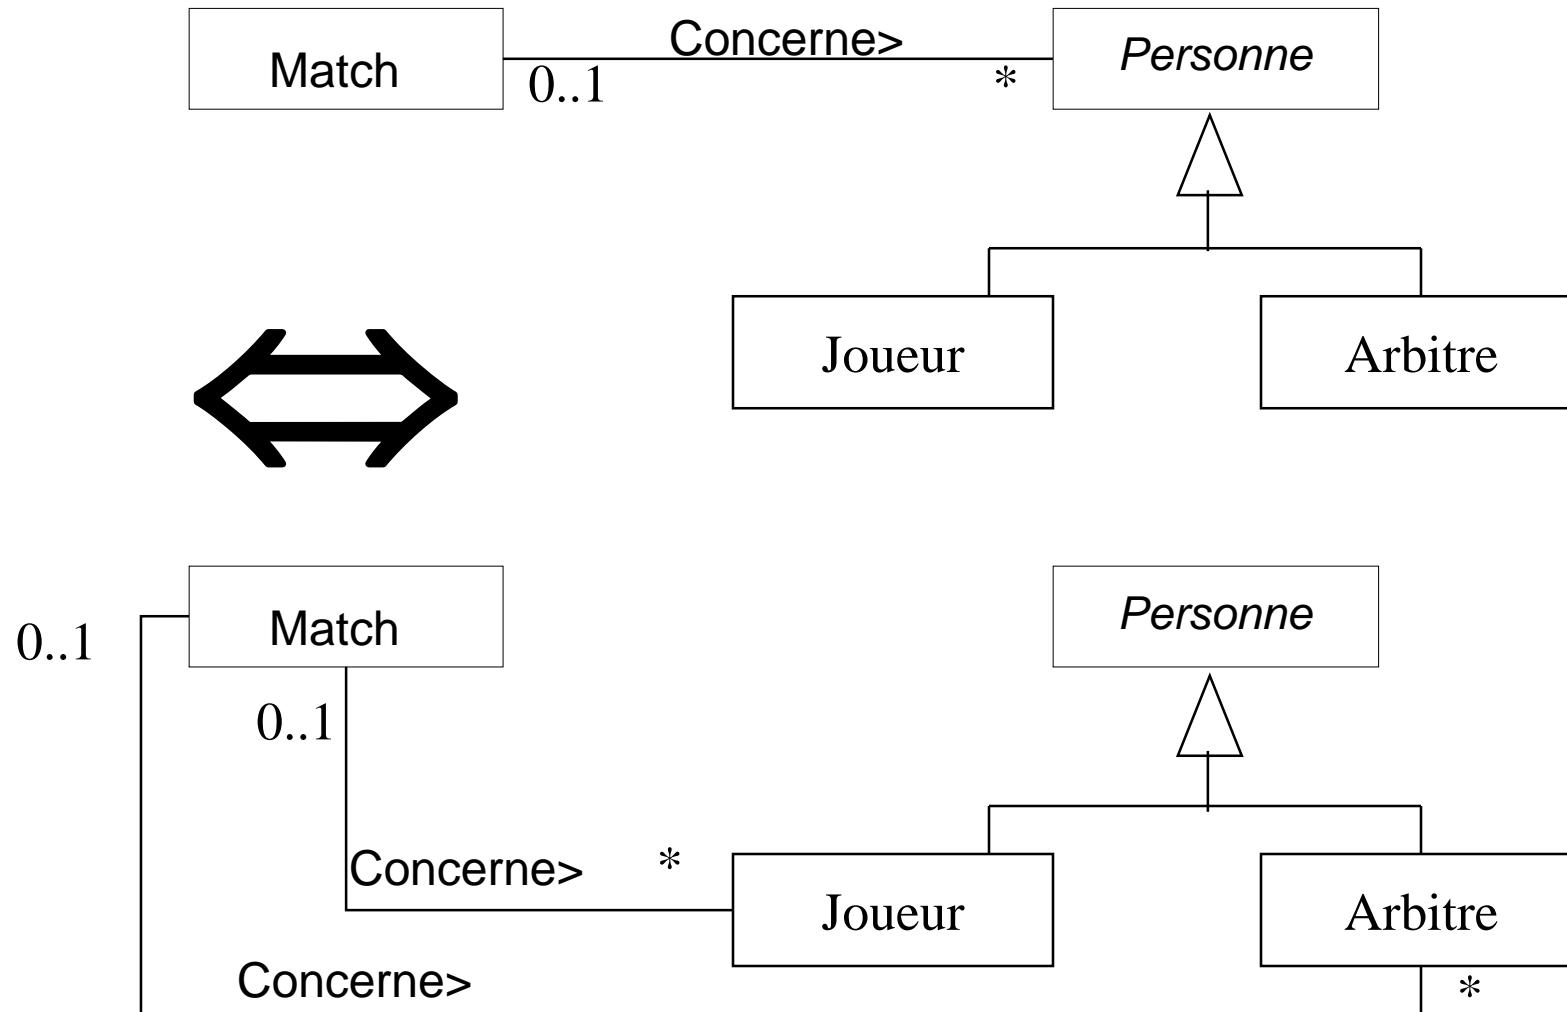 Match
Concerne>
Personne
0..1
*
Joueur
Arbitre
Match
Personne
0..1
0..1
Concerne>
*
Joueur
Arbitre
Concerne>
*